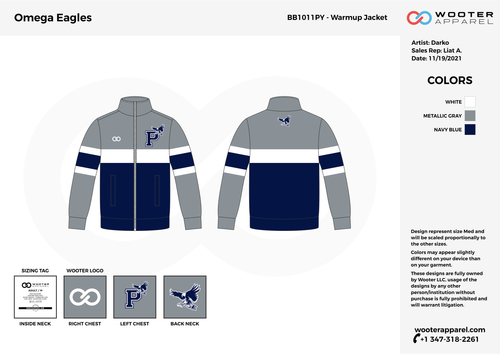 Omega Eagles
BB1011PY - Warmup Jacket
WOOTER
APPAREL
Artist: Darko
Sales Rep: Liat A.
Date: 11/19/2021
COLORS
WHITE
METALLIC GRAY
NAVY BLUE
P
SIZING TAG
WOOTER LOGO
WOOTER
P
INSIDE NECK
RIGHT CHEST
LEFT CHEST
BACK NECK
Design represent size Med and
will be scaled proportionally to
the other sizes.
Colors may appear slightly
different on your device than
on your garment.
These designs are fully owned
by Wooter LLC. usage of the
designs by any other
person/institution without
purchase is fully prohibited and
will warrant litigation.
wooterapparel.com
+1 347-318-2261